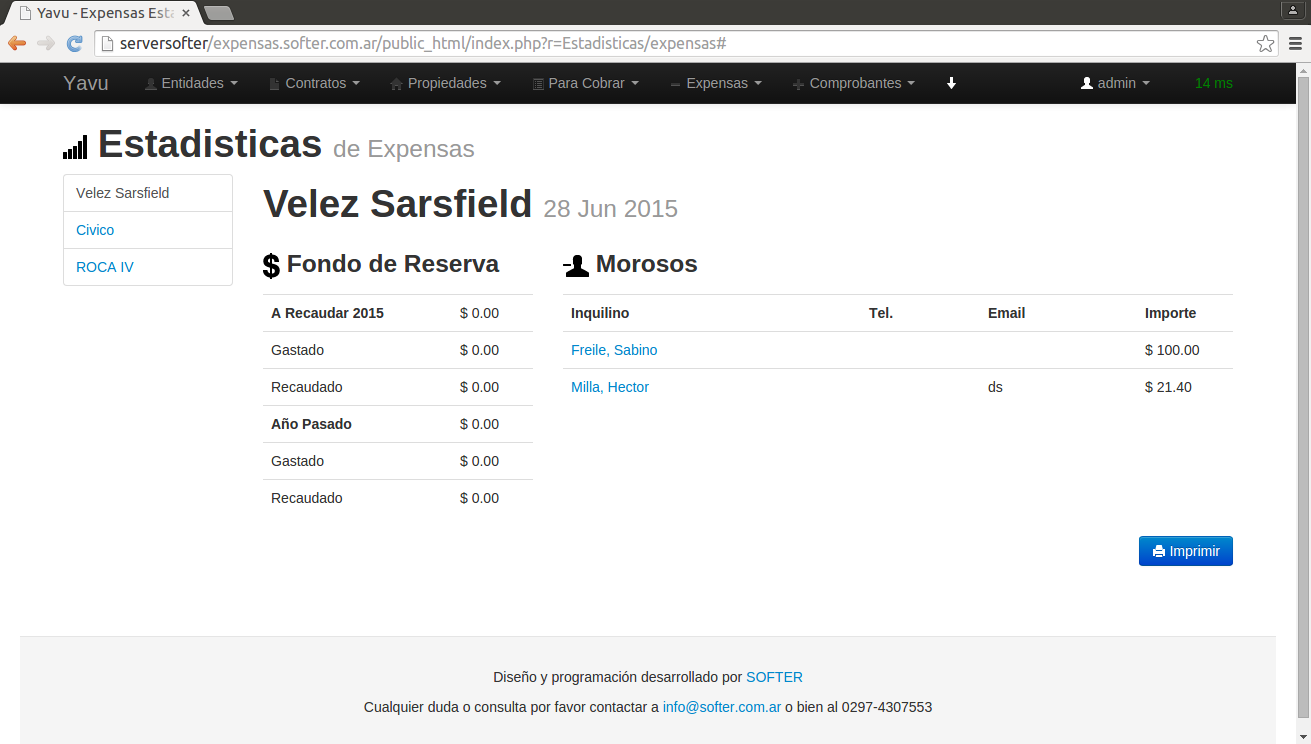 Yavu - Expensas Esta
serversofter/expensas.softer.com.ar/public_html/index.php?r=Estadisticas/expensas#
Yavu Entidades Contratos Propiedades Para Cobrar Expensas Comprobantes admin 14 ms
Estadisticas de Expensas
Velez Sarsfield
Civico
ROCA IV
Velez Sarsfield 28 Jun 2015
$ Fondo de Reserva
A Recaudar 2015 $ 0.00
Gastado $ 0.00
Recaudado $ 0.00
Año Pasado $ 0.00
Gastado $ 0.00
Recaudado $ 0.00
Morosos
Inquilino Tel. Email Importe
Freile, Sabino $ 100.00
Milla, Hector ds $ 21.40
Imprimir
Diseño y programación desarrollado por SOFTER
Cualquier duda o consulta por favor contactar a info@softer.com.ar o bien al 0297-4307553